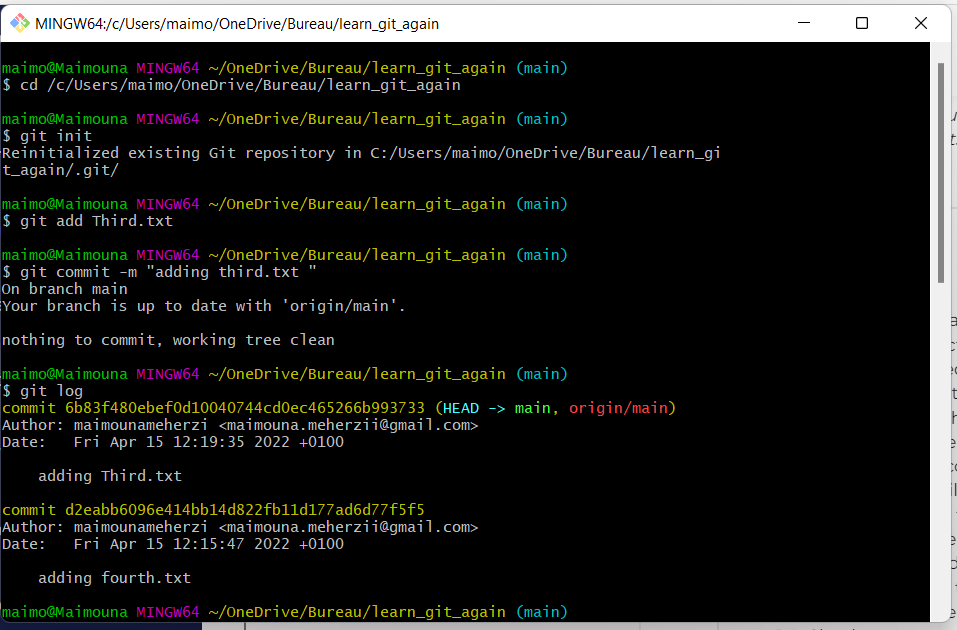 MINGW64:/c/Users/maimo/OneDrive/Bureau/learn_git_again
maimo@Maimouna MINGW64 ~/OneDrive/Bureau/learn_git_again (main)
$ cd /c/Users/maimo/OneDrive/Bureau/learn_git_again
maimo@Maimouna MINGW64 ~/OneDrive/Bureau/learn_git_again (main)
$ git init
Reinitialized existing Git repository in C:/Users/maimo/OneDrive/Bureau/learn_gi
t_again/.git/
maimo@Maimouna MINGW64 ~/OneDrive/Bureau/learn_git_again (main)
$ git add Third.txt
maimo@Maimouna MINGW64 ~/OneDrive/Bureau/learn_git_again (main)
$ git commit -m "adding third.txt "
On branch main
Your branch is up to date with 'origin/main'.
nothing to commit, working tree clean
maimo@Maimouna MINGW64 ~/OneDrive/Bureau/learn_git_again (main)
$ git log
commit 6b83f480ebef0d10040744cd0ec465266b993733 (HEAD -> main, origin/main)
Author: maimounameherzi <maimouna.meherzii@gmail.com>
Date:   Fri Apr 15 12:19:35 2022 +0100
adding Third.txt
commit d2eabb6096e414bb14d822fb11d177ad6d77f5f5
Author: maimounameherzi <maimouna.meherzii@gmail.com>
Date:   Fri Apr 15 12:15:47 2022 +0100
adding fourth.txt
maimo@Maimouna MINGW64 ~/OneDrive/Bureau/learn_git_again (main)